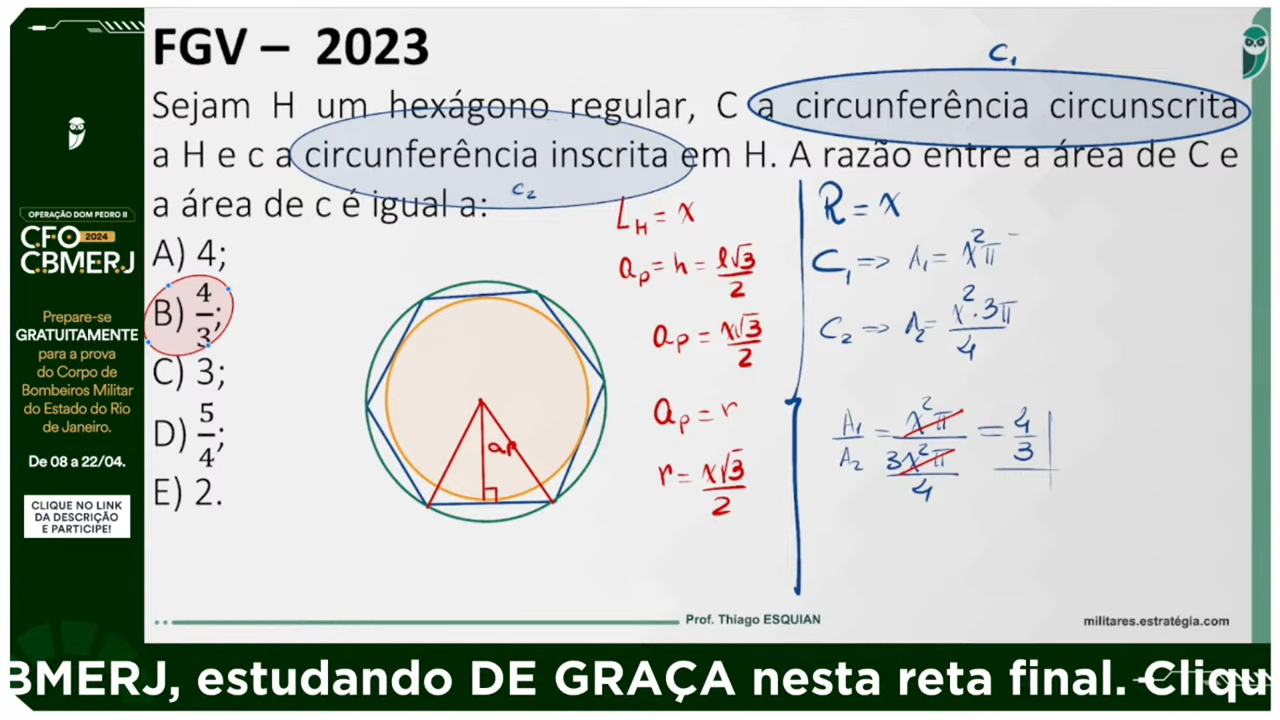 FGV – 2023
C₁
Sejam H um hexágono regular, C a circunferência circunscrita
a H e c a circunferência inscrita em H. A razão entre a área de C e
a área de c é igual a:
C₂
A) 4;
B) 4/3;
C) 3;
D) 5/4;
E) 2.
ap
L_H = x
a_p = h = l√3/2
a_p = x√3/2
a_p = r
r = x√3/2
R = x
C₁ => A₁ = x²π
C₂ => A₂ = x².3π/4
A₁/A₂ = x²π/(3x²π/4) = 4/3
OPERAÇÃO DOM PEDRO II
CFO 2024
CBMERJ
Prepare-se
GRATUITAMENTE
para a prova
do Corpo de
Bombeiros Militar
do Estado do Rio
de Janeiro.
De 08 a 22/04.
CLIQUE NO LINK
DA DESCRIÇÃO
E PARTICIPE!
Prof. Thiago ESQUIAN
militares.estratégia.com
BMERJ, estudando DE GRAÇA nesta reta final. Cliqu